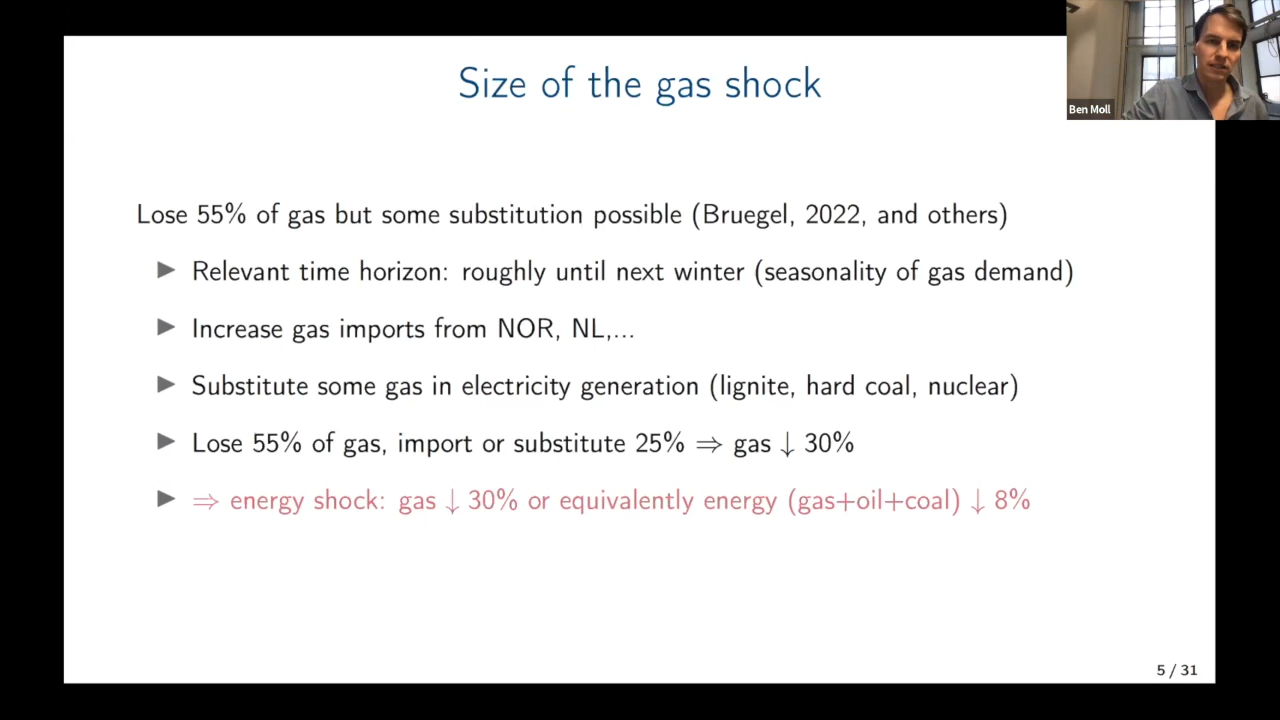 Size of the gas shock
Ben Moll
Lose 55% of gas but some substitution possible (Bruegel, 2022, and others)
▶ Relevant time horizon: roughly until next winter (seasonality of gas demand)
▶ Increase gas imports from NOR, NL,...
▶ Substitute some gas in electricity generation (lignite, hard coal, nuclear)
▶ Lose 55% of gas, import or substitute 25% ⇒ gas ↓ 30%
▶ ⇒ energy shock: gas ↓ 30% or equivalently energy (gas+oil+coal) ↓ 8%
5 / 31